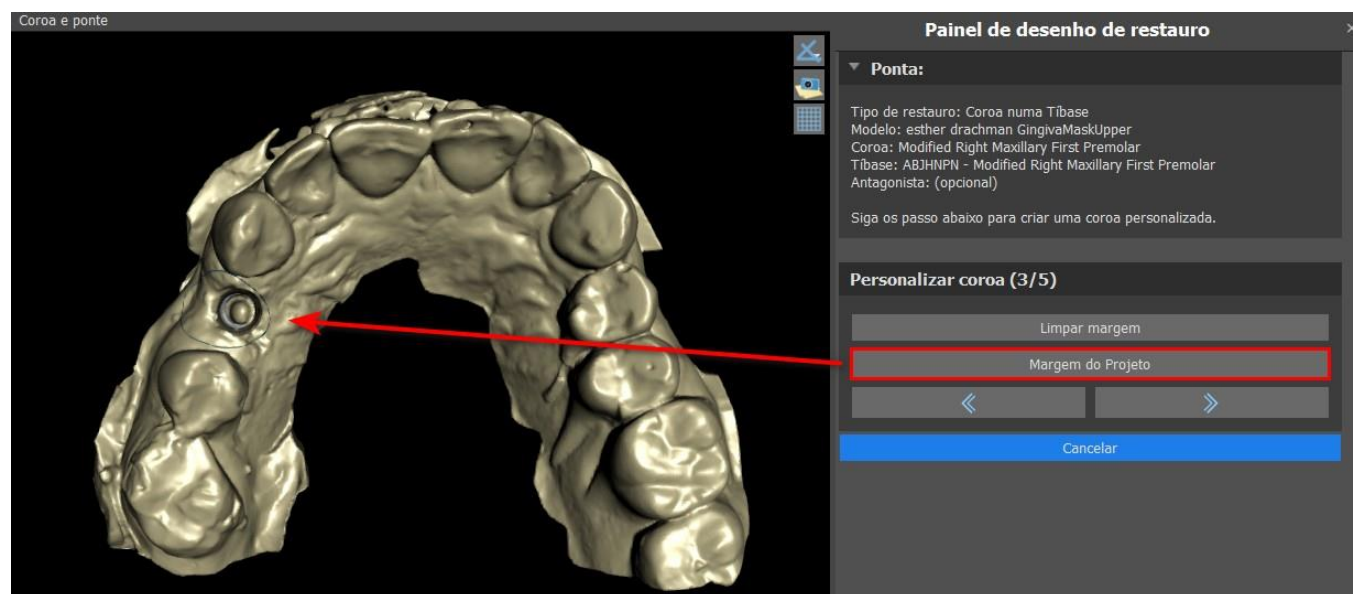 Coroa e ponte
Painel de desenho de restauro
Ponta:
Tipo de restauro: Coroa numa Tíbase
Modelo: esther drachman GingivaMaskUpper
Coroa: Modified Right Maxillary First Premolar
Tíbase: ABJHNPN - Modified Right Maxillary First Premolar
Antagonista: (opcional)
Siga os passo abaixo para criar uma coroa personalizada.
Personalizar coroa (3/5)
Limpar margem
Margem do Projeto
Cancelar